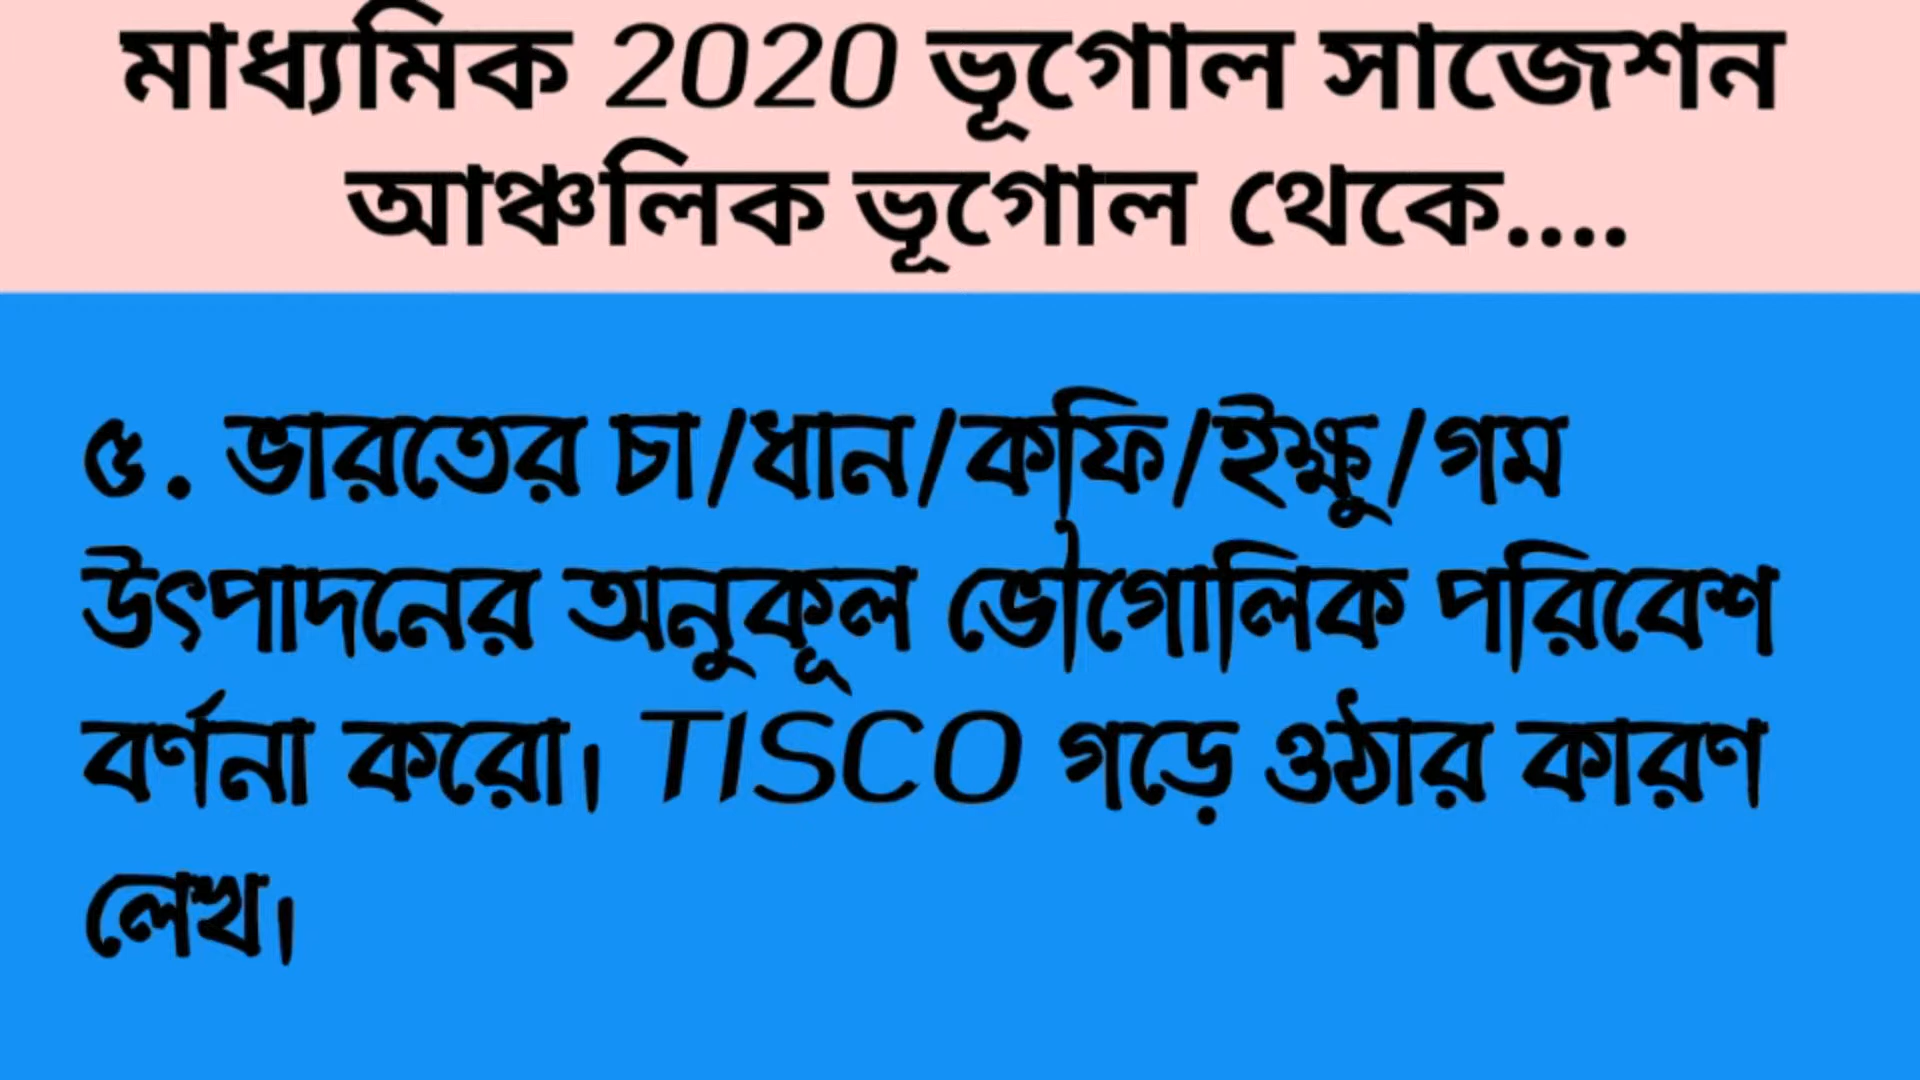 মাধ্যমিক 2020 ভূগোল সাজেশন
আঞ্চলিক ভূগোল থেকে....
৫. ভারতের চা/ধান/কফি/ইক্ষু/গম
উৎপাদনের অনুকূল ভৌগোলিক পরিবেশ
বর্ণনা করো। TISCO গড়ে ওঠার কারণ
লেখ।